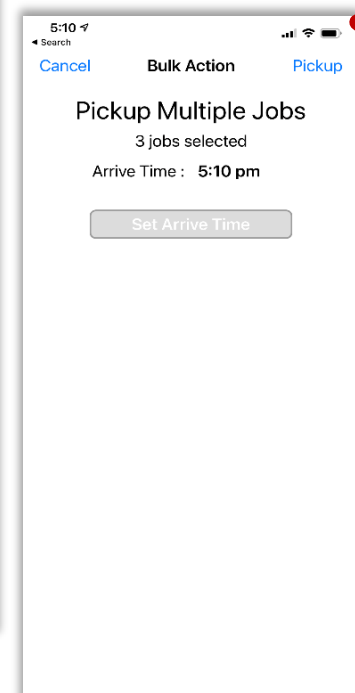 5:10
◄ Search
Cancel Bulk Action Pickup
Pickup Multiple Jobs
3 jobs selected
Arrive Time : 5:10 pm
Set Arrive Time